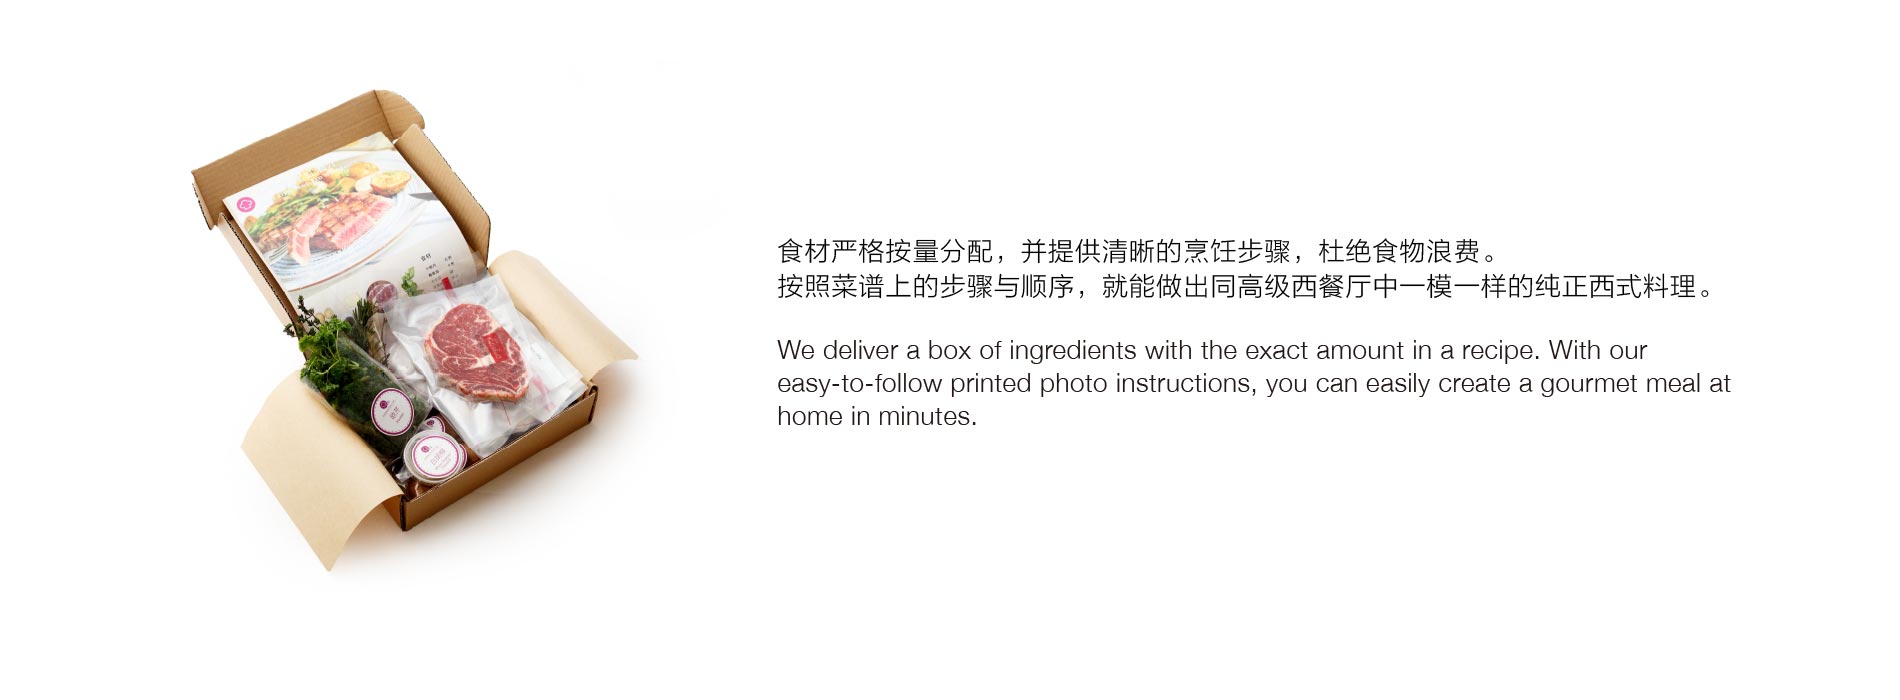 食材
食材严格按量分配，并提供清晰的烹饪步骤，杜绝食物浪费。
按照菜谱上的步骤与顺序，就能做出同高级西餐厅中一模一样的纯正西式料理。
We deliver a box of ingredients with the exact amount in a recipe. With our
easy-to-follow printed photo instructions, you can easily create a gourmet meal at
home in minutes.